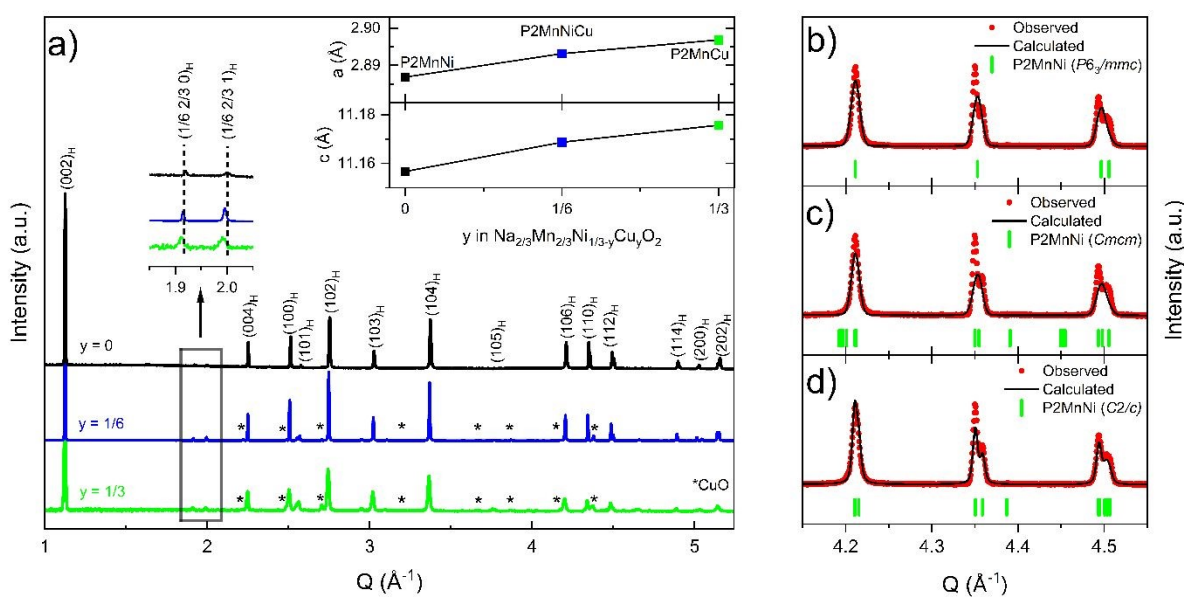 a)
Intensity (a.u.)
(002)H
(1/6 2/3 0)H
(1/6 2/3 1)H
1.9
2.0
a (Å)
2.90
2.89
P2MnNi
P2MnNiCu
P2MnCu
c (Å)
11.18
11.16
0
1/6
1/3
y in Na2/3Mn2/3Ni1/3-yCuyO2
(004)H
(100)H
(101)H
(102)H
(103)H
(104)H
(105)H
(106)H
(110)H
(112)H
(114)H
(200)H
(202)H
y = 0
y = 1/6
* * * * * * * *
y = 1/3
* * * * * * * *
*CuO
1 2 3 4 5
Q (Å-1)
b)
Observed
Calculated
P2MnNi (P63/mmc)
c)
Observed
Calculated
P2MnNi (Cmcm)
d)
Observed
Calculated
P2MnNi (C2/c)
Intensity (a.u.)
4.2 4.3 4.4 4.5
Q (Å-1)